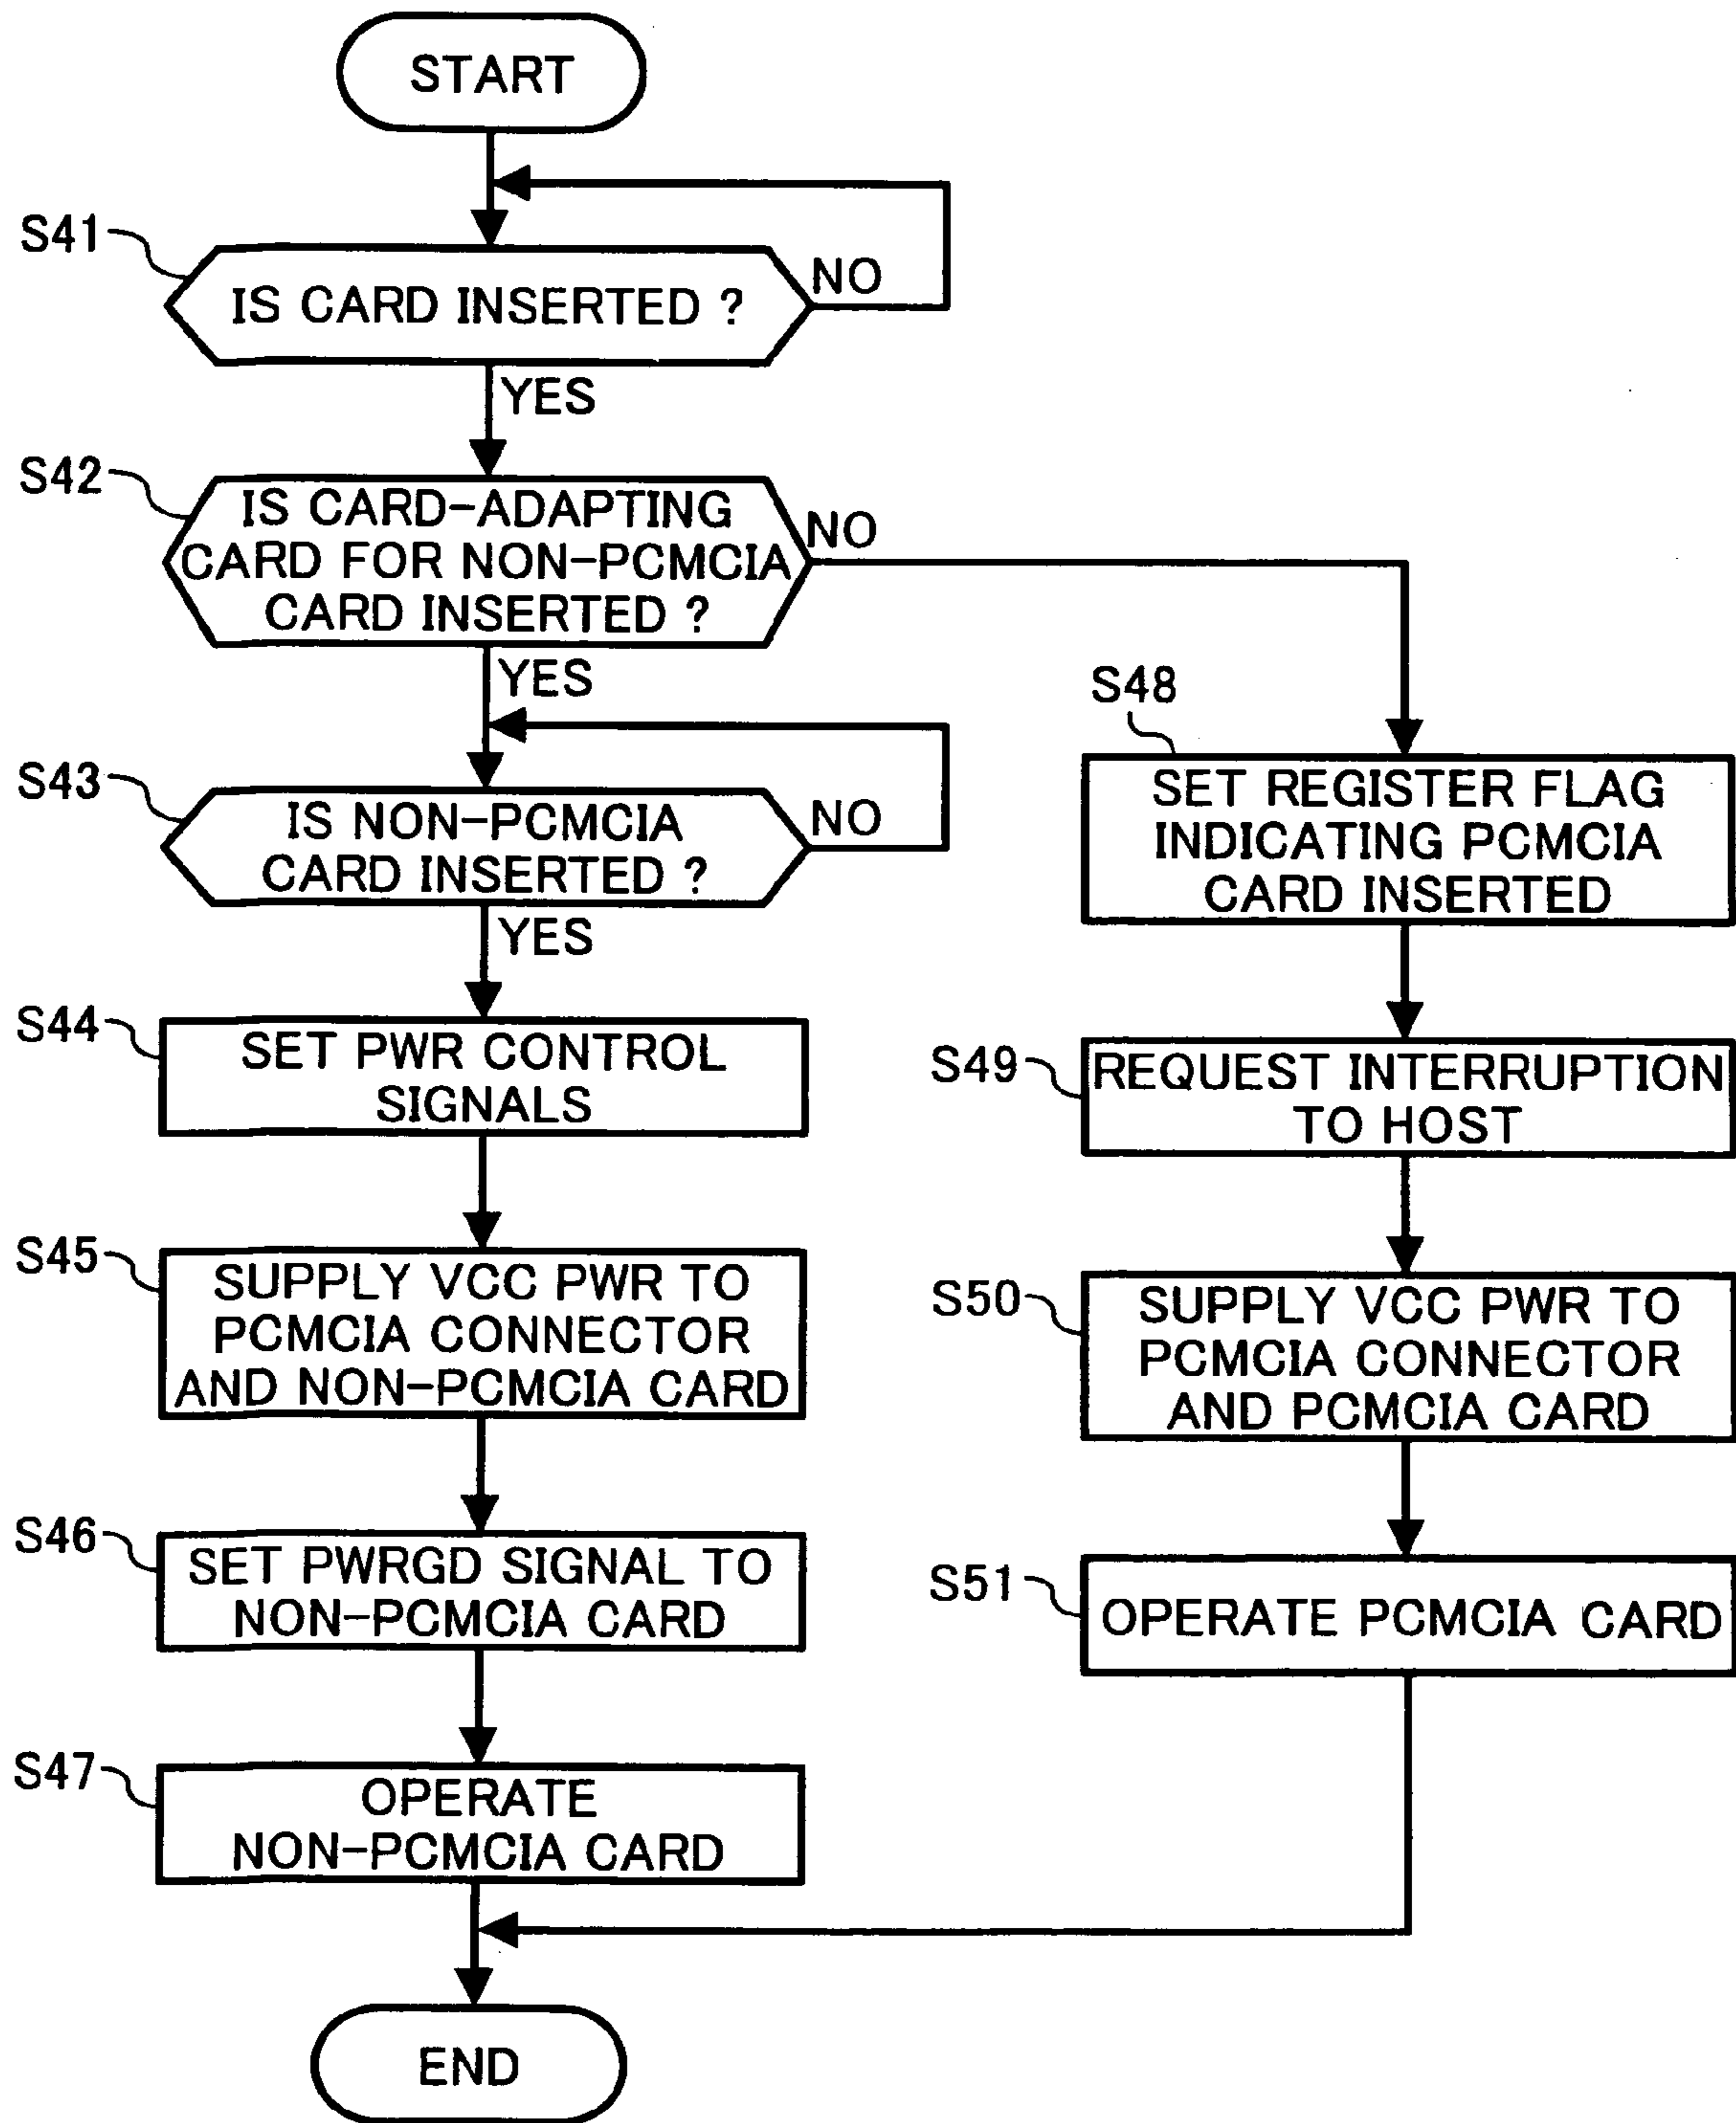 START
S41
IS CARD INSERTED ?
NO
YES
S42
IS CARD-ADAPTING
CARD FOR NON-PCMCIA
CARD INSERTED ?
NO
YES
S43
IS NON-PCMCIA
CARD INSERTED ?
NO
YES
S44
SET PWR CONTROL
SIGNALS
S45
SUPPLY VCC PWR TO
PCMCIA CONNECTOR
AND NON-PCMCIA CARD
S46
SET PWRGD SIGNAL TO
NON-PCMCIA CARD
S47
OPERATE
NON-PCMCIA CARD
S48
SET REGISTER FLAG
INDICATING PCMCIA
CARD INSERTED
S49
REQUEST INTERRUPTION
TO HOST
S50
SUPPLY VCC PWR TO
PCMCIA CONNECTOR
AND PCMCIA CARD
S51
OPERATE PCMCIA CARD
END